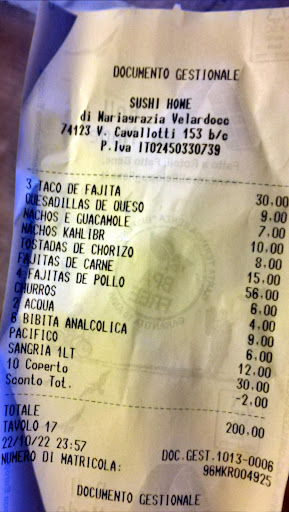 DOCUMENTO GESTIONALE
SUSHI HOME
di Mariagrazia Velardocc
74123 V. Cavallotti 153 b/c
P.Iva IT02450330739
3 TACO DE FAJITA 30.00
QUESADILLAS DE QUESO 9.00
NACHOS E GUACAMOLE 7.00
NACHOS KAHLIBR 10.00
TOSTADAS DE CHORIZO 8.00
FAJITAS DE CARNE 15.00
4 FAJITAS DE POLLO 56.00
CHURROS 6.00
2 ACQUA 4.00
6 BIBITA ANALCOLICA 9.00
PACIFICO 6.00
SANGRIA 1LT 12.00
10 Coperto 30.00
Sconto Tot. -2.00
TOTALE 200.00
TAVOLO 17
22/10/22 23:57 DOC.GEST.1013-0006
NUMERO DI MATRICOLA: 96MKR004925
DOCUMENTO GESTIONALE